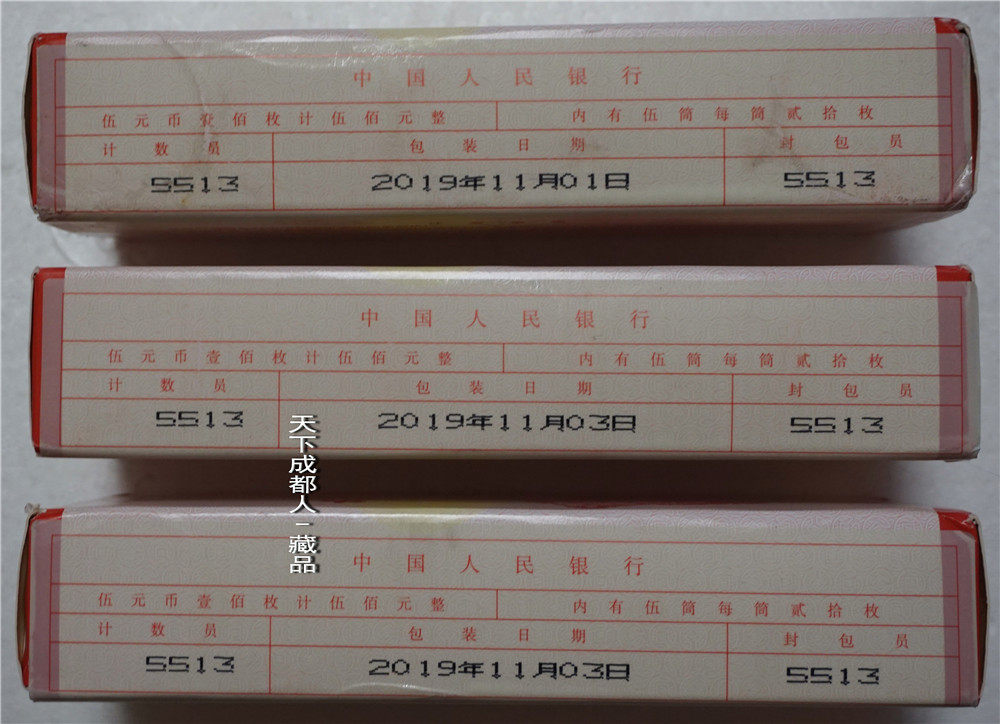 中国人民银行
伍元币壹佰枚计伍佰元整 内有伍筒每筒贰拾枚
计数员 包装日期 封包员
5513 2019年11月01日 5513
中国人民银行
伍元币壹佰枚计伍佰元整 内有伍筒每筒贰拾枚
计数员 包装日期 封包员
5513 2019年11月03日 5513
天下成都人-藏品
中国人民银行
伍元币壹佰枚计伍佰元整 内有伍筒每筒贰拾枚
计数员 包装日期 封包员
5513 2019年11月03日 5513